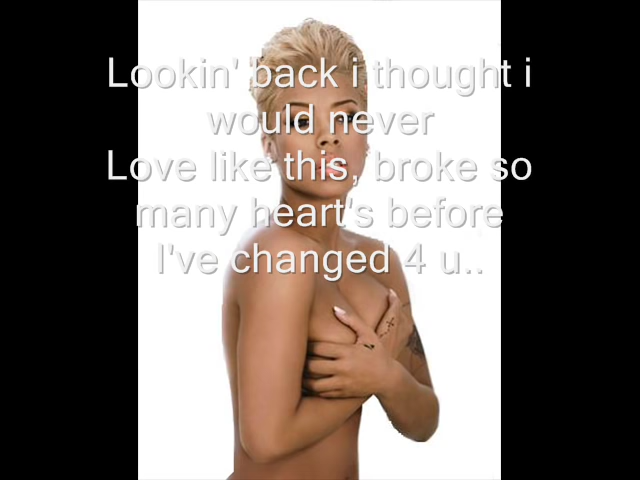 Lookin' back i thought i
would never
Love like this, broke so
many heart's before
I've changed 4 u..